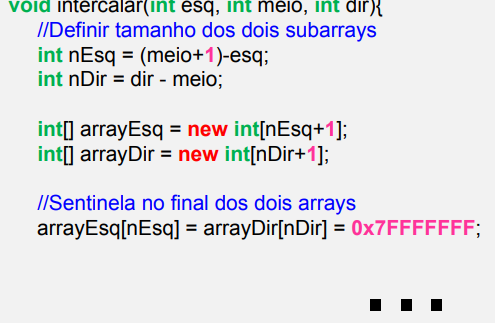 void intercalar(int esq, int meio, int dir){
//Definir tamanho dos dois subarrays
int nEsq = (meio+1)-esq;
int nDir = dir - meio;
int[] arrayEsq = new int[nEsq+1];
int[] arrayDir = new int[nDir+1];
//Sentinela no final dos dois arrays
arrayEsq[nEsq] = arrayDir[nDir] = 0x7FFFFFFF;
...